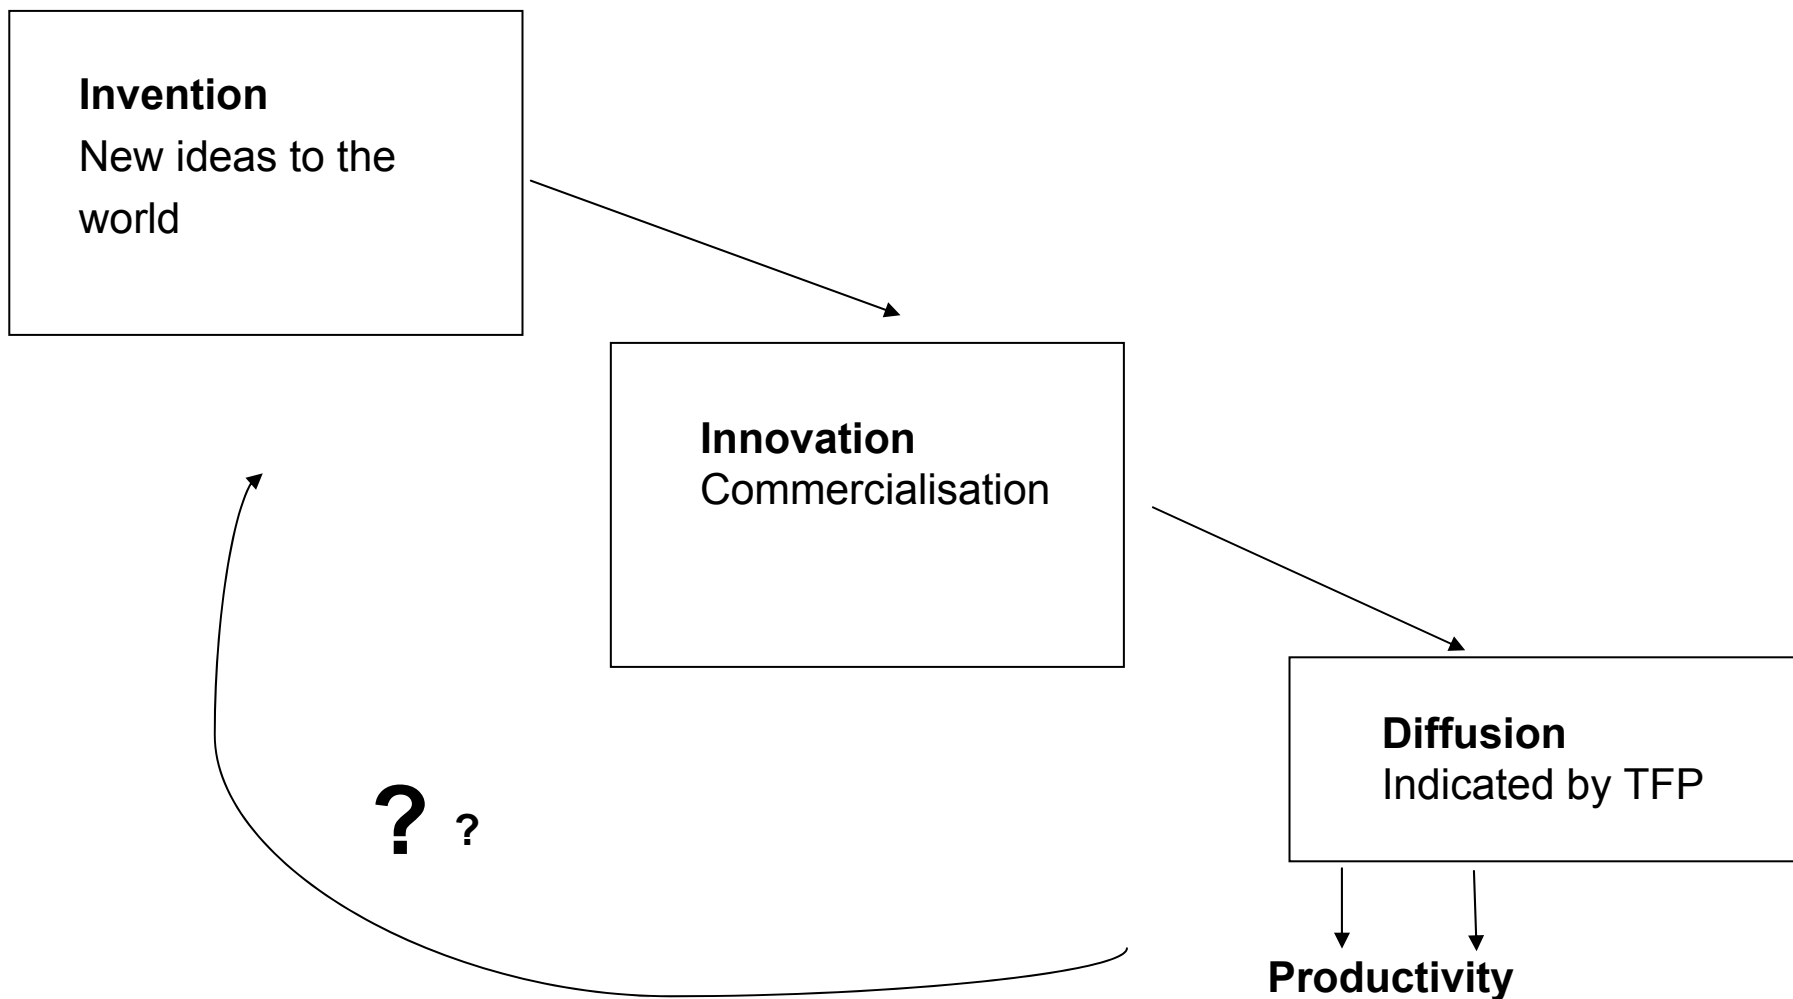 Invention
New ideas to the
world
Innovation
Commercialisation
Diffusion
Indicated by TFP
? ?
Productivity